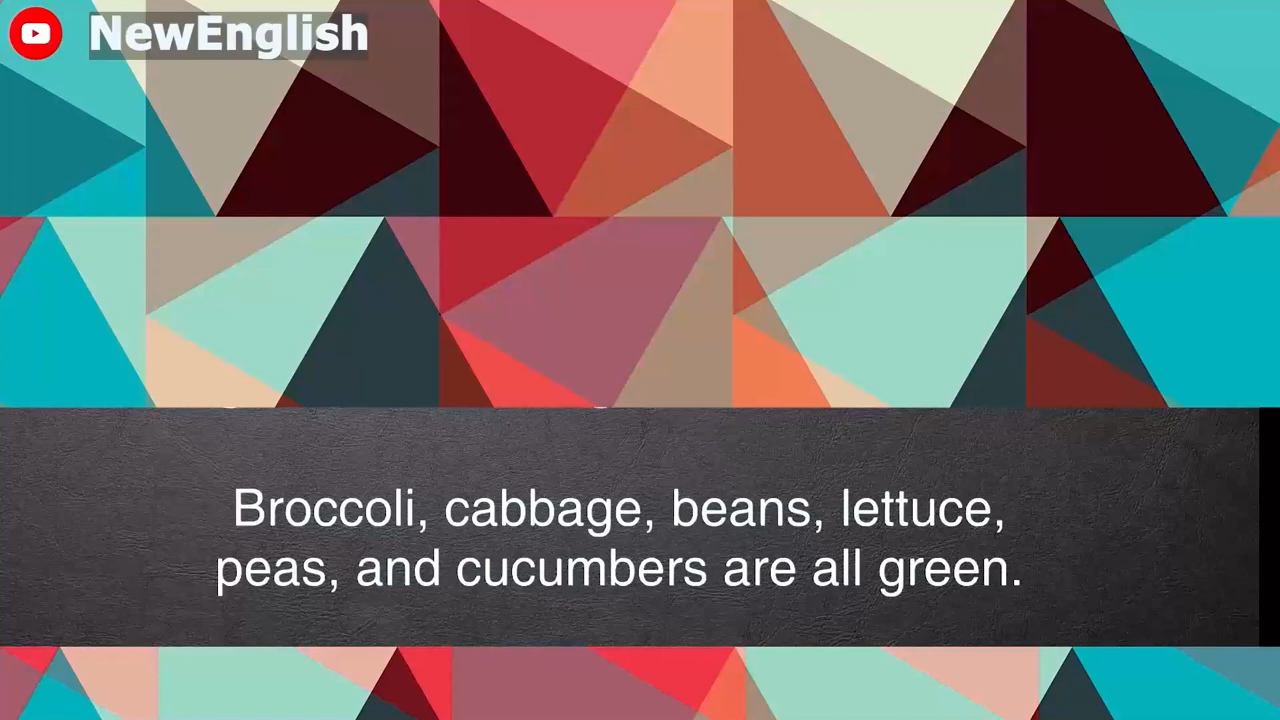 NewEnglish
Broccoli, cabbage, beans, lettuce,
peas, and cucumbers are all green.